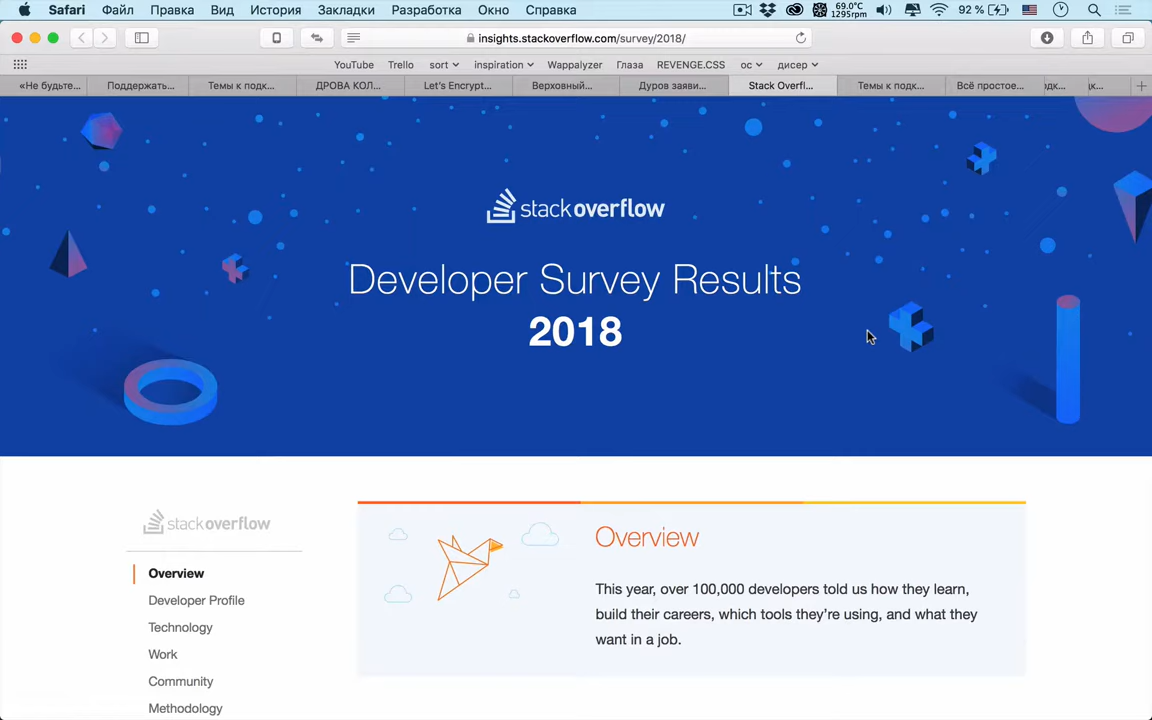 Safari Файл Правка Вид История Закладки Разработка Окно Справка 69.0°C 1295rpm 92 %
insights.stackoverflow.com/survey/2018/
YouTube Trello sort inspiration Wappalyzer Глаза REVENGE.CSS ос дисер
«Не будьте... Поддержать... Темы к подк... ДРОВА КОЛ... Let's Encrypt... Верховный... Дуров заяви... Stack Overfl... Темы к подк... Всё простое...
stackoverflow
Developer Survey Results
2018
stackoverflow
Overview
Developer Profile
Technology
Work
Community
Methodology
Overview
This year, over 100,000 developers told us how they learn,
build their careers, which tools they're using, and what they
want in a job.